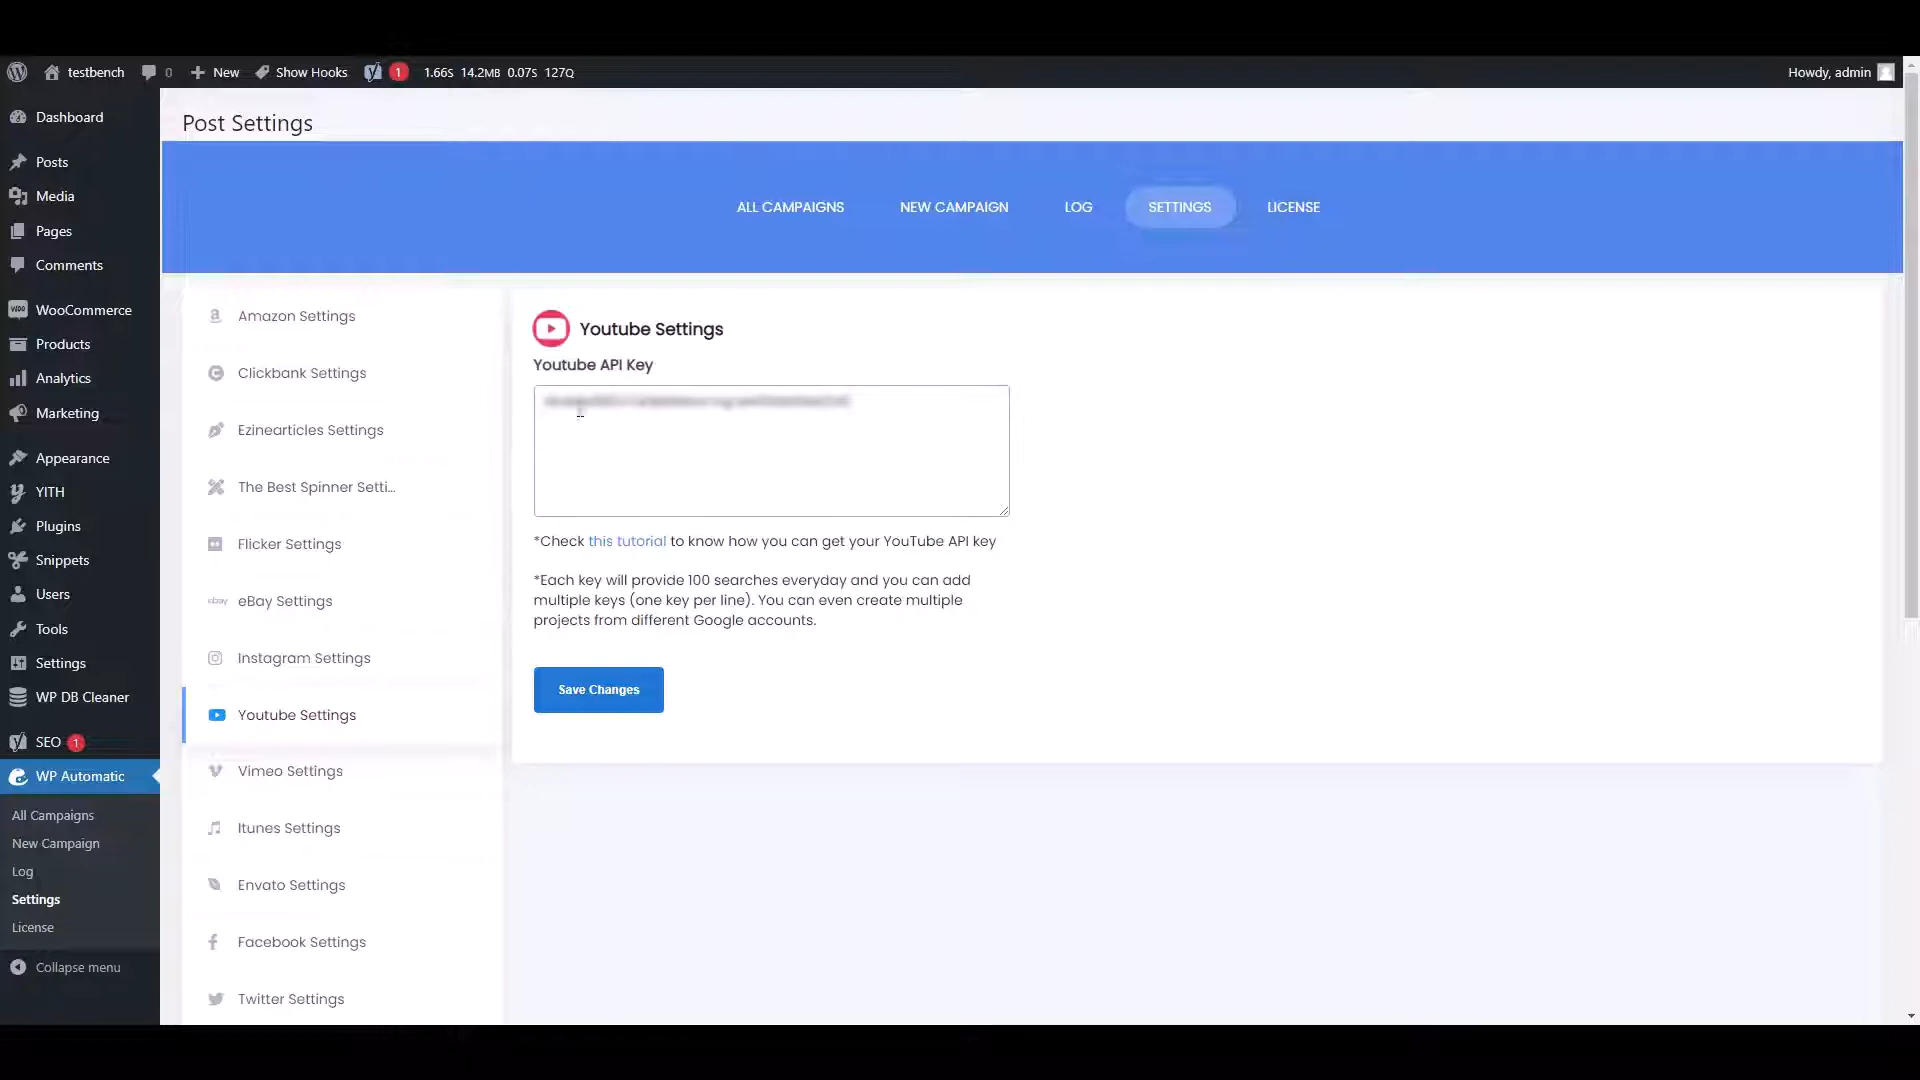 testbench 0 New Show Hooks 1 1.66s 14.2MB 0.07s 127Q Howdy, admin
Dashboard
Posts
Media
Pages
Comments
WooCommerce
Products
Analytics
Marketing
Appearance
YITH
Plugins
Snippets
Users
Tools
Settings
WP DB Cleaner
SEO 1
WP Automatic
All Campaigns
New Campaign
Log
Settings
License
Collapse menu
Post Settings
ALL CAMPAIGNS NEW CAMPAIGN LOG SETTINGS LICENSE
Amazon Settings
Clickbank Settings
Ezinearticles Settings
The Best Spinner Setti...
Flicker Settings
ebay eBay Settings
Instagram Settings
Youtube Settings
Vimeo Settings
Itunes Settings
Envato Settings
Facebook Settings
Twitter Settings
Youtube Settings
Youtube API Key
*Check this tutorial to know how you can get your YouTube API key
*Each key will provide 100 searches everyday and you can add
multiple keys (one key per line). You can even create multiple
projects from different Google accounts.
Save Changes